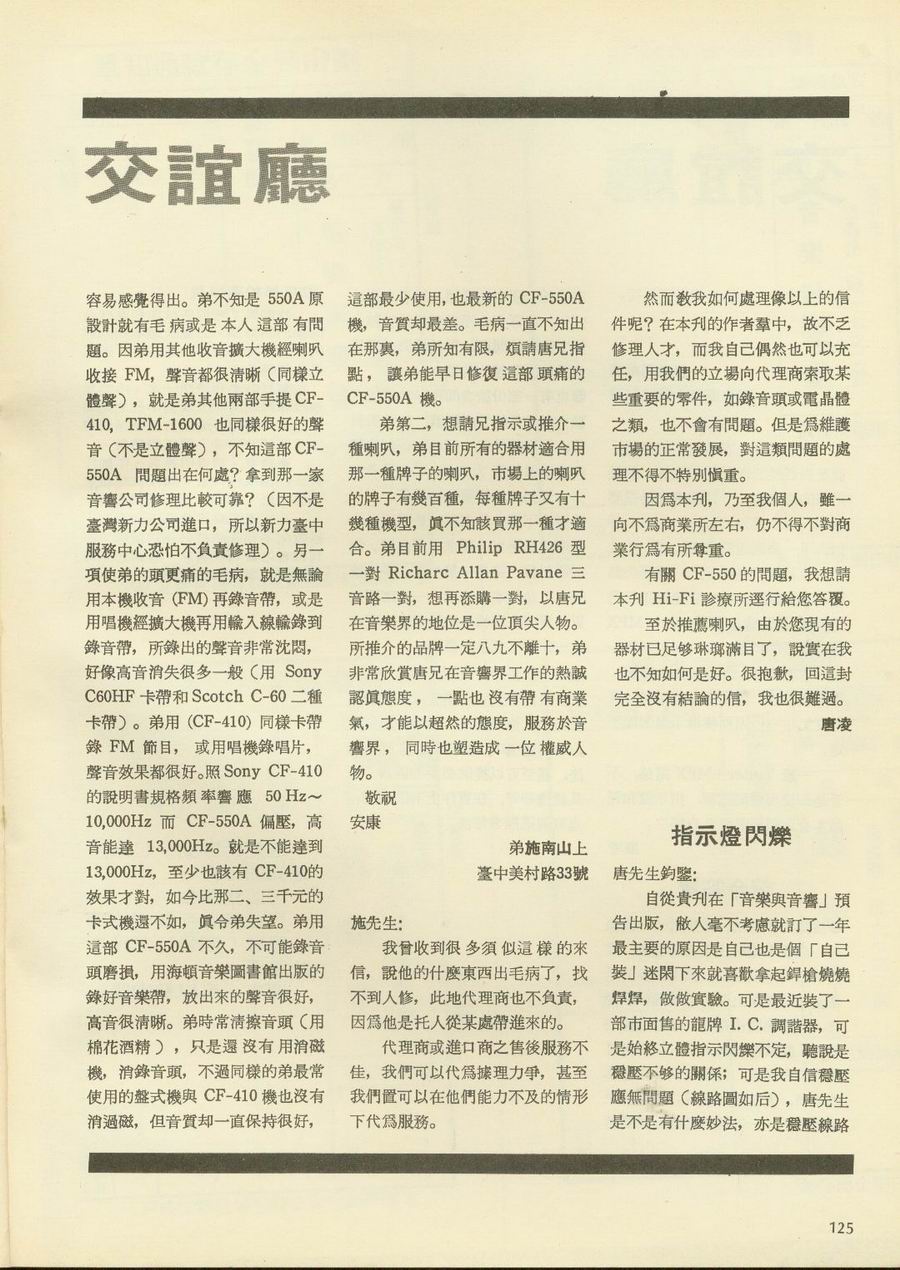 交誼廳
容易感覺得出。弟不知是 550A 原
設計就有毛病或是本人這部有問
題。因弟用其他收音擴大機經喇叭
收接 FM，聲音都很清晰（同樣立
體聲），就是弟其他兩部手提 CF-
410, TFM-1600 也同樣很好的聲
音（不是立體聲），不知這部 CF-
550A 問題出在何處？拿到那一家
音響公司修理比較可靠？（因不是
臺灣新力公司進口，所以新力臺中
服務中心恐怕不負責修理）。另一
項使弟的頭更痛的毛病，就是無論
用本機收音 (FM) 再錄音帶，或是
用唱機經擴大機再用輸入線輸錄到
錄音帶，所錄出的聲音非常沈悶，
好像高音消失很多一般（用 Sony
C60HF 卡帶和 Scotch C-60 二種
卡帶）。弟用 (CF-410) 同樣卡帶
錄 FM 節目，或用唱機錄唱片，
聲音效果都很好。照 Sony CF-410
的說明書規格頻率響應 50 Hz～
10,000Hz 而 CF-550A 偏壓，高
音能達 13,000Hz。就是不能達到
13,000Hz，至少也該有 CF-410的
效果才對，如今比那二、三千元的
卡式機還不如，眞令弟失望。弟用
這部 CF-550A 不久，不可能錄音
頭磨損，用海頓音樂圖書館出版的
錄好音樂帶，放出來的聲音很好，
高音很清晰。弟時常清擦音頭（用
棉花酒精），只是還沒有用消磁
機，消錄音頭，不過同樣的弟最常
使用的盤式機與 CF-410 機也沒有
消過磁，但音質却一直保持很好，
這部最少使用，也最新的 CF-550A
機，音質却最差。毛病一直不知出
在那裏，弟所知有限，煩請唐兄指
點，讓弟能早日修復這部頭痛的
CF-550A 機。
弟第二，想請兄指示或推介一
種喇叭，弟目前所有的器材適合用
那一種牌子的喇叭，市場上的喇叭
的牌子有幾百種，每種牌子又有十
幾種機型，眞不知該買那一種才適
合。弟目前用 Philip RH426 型
一對 Richarc Allan Pavane 三
音路一對，想再添購一對，以唐兄
在音樂界的地位是一位頂尖人物。
所推介的品牌一定八九不離十，弟
非常欣賞唐兄在音響界工作的熱誠
認眞態度，一點也沒有帶有商業
氣，才能以超然的態度，服務於音
響界，同時也塑造成一位權威人
物。
敬祝
安康
弟施南山上
臺中美村路33號
施先生：
我曾收到很多須似這樣的來
信，說他的什麼東西出毛病了，找
不到人修，此地代理商也不負責，
因爲他是托人從某處帶進來的。
代理商或進口商之售後服務不
佳，我們可以代爲據理力爭，甚至
我們置可以在他們能力不及的情形
下代爲服務。
然而敎我如何處理像以上的信
件呢？在本刋的作者羣中，故不乏
修理人才，而我自己偶然也可以充
任，用我們的立場向代理商索取某
些重要的零件，如錄音頭或電晶體
之類，也不會有問題。但是爲維護
市場的正常發展，對這類問題的處
理不得不特別愼重。
因爲本刋，乃至我個人，雖一
向不爲商業所左右，仍不得不對商
業行爲有所尊重。
有關 CF-550 的問題，我想請
本刋 Hi-Fi 診療所逕行給您答覆。
至於推薦喇叭，由於您現有的
器材已足够琳瑯滿目了，說實在我
也不知如何是好。很抱歉，回這封
完全沒有結論的信，我也很難過。
唐凌
指示燈閃爍
唐先生鈞鑒：
自從貴刋在「音樂與音響」預
告出版，敝人毫不考慮就訂了一年
最主要的原因是自己也是個「自己
裝」迷閑下來就喜歡拿起銲槍燒燒
焊焊，做做實驗。可是最近裝了一
部市面售的龍牌 I. C. 調諧器，可
是始終立體指示閃爍不定，聽說是
穩壓不够的關係；可是我自信穩壓
應無問題（線路圖如后），唐先生
是不是有什麼妙法，亦是穩壓線路
125